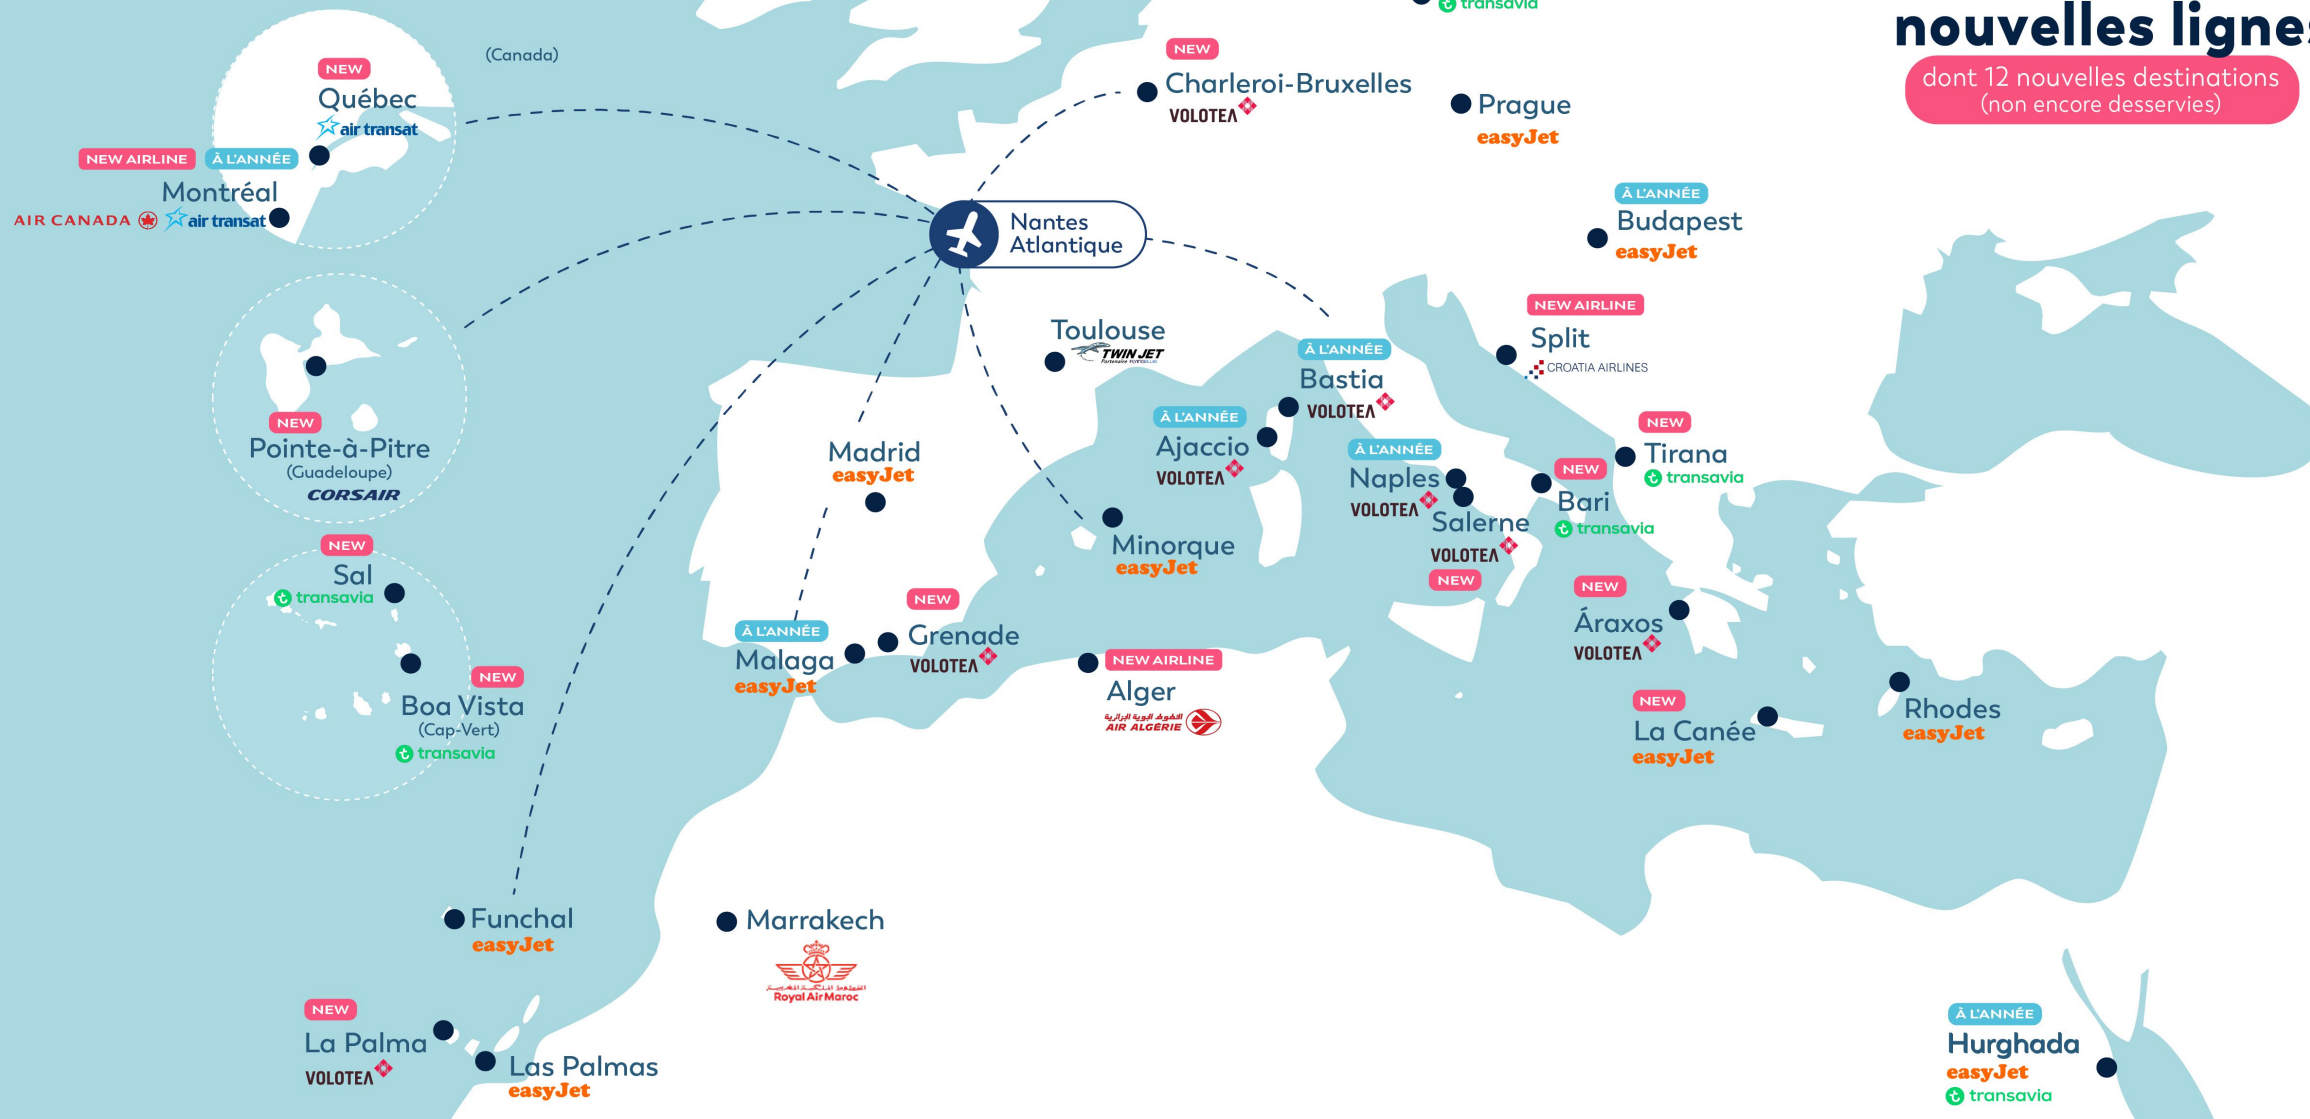 transavia
nouvelles lignes
dont 12 nouvelles destinations
(non encore desservies)
(Canada)
NEW
Québec
air transat
NEW AIRLINE À L'ANNÉE
Montréal
AIR CANADA air transat
NEW
Charleroi-Bruxelles
VOLOTEA
Prague
easyJet
À L'ANNÉE
Budapest
easyJet
Nantes
Atlantique
NEW AIRLINE
Split
CROATIA AIRLINES
Toulouse
TWIN JET
À L'ANNÉE
Bastia
VOLOTEA
À L'ANNÉE
Ajaccio
VOLOTEA
NEW
Pointe-à-Pitre
(Guadeloupe)
CORSAIR
Madrid
easyJet
À L'ANNÉE
Naples
VOLOTEA
Salerne
VOLOTEA
NEW
NEW
Bari
transavia
NEW
Tirana
transavia
Minorque
easyJet
NEW
Sal
transavia
NEW
Boa Vista
(Cap-Vert)
transavia
À L'ANNÉE
Malaga
easyJet
NEW
Grenade
VOLOTEA
NEW AIRLINE
Alger
AIR ALGÉRIE
NEW
Áraxos
VOLOTEA
NEW
La Canée
easyJet
Rhodes
easyJet
Funchal
easyJet
Marrakech
Royal Air Maroc
NEW
La Palma
VOLOTEA
Las Palmas
easyJet
À L'ANNÉE
Hurghada
easyJet
transavia